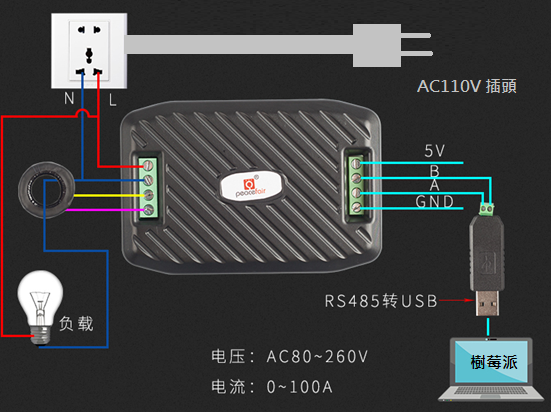 AC110V 插頭
N
L
5V
B
A
GND
peacefair
RS485转USB
负载
电压：AC80~260V
电流：0~100A
樹莓派